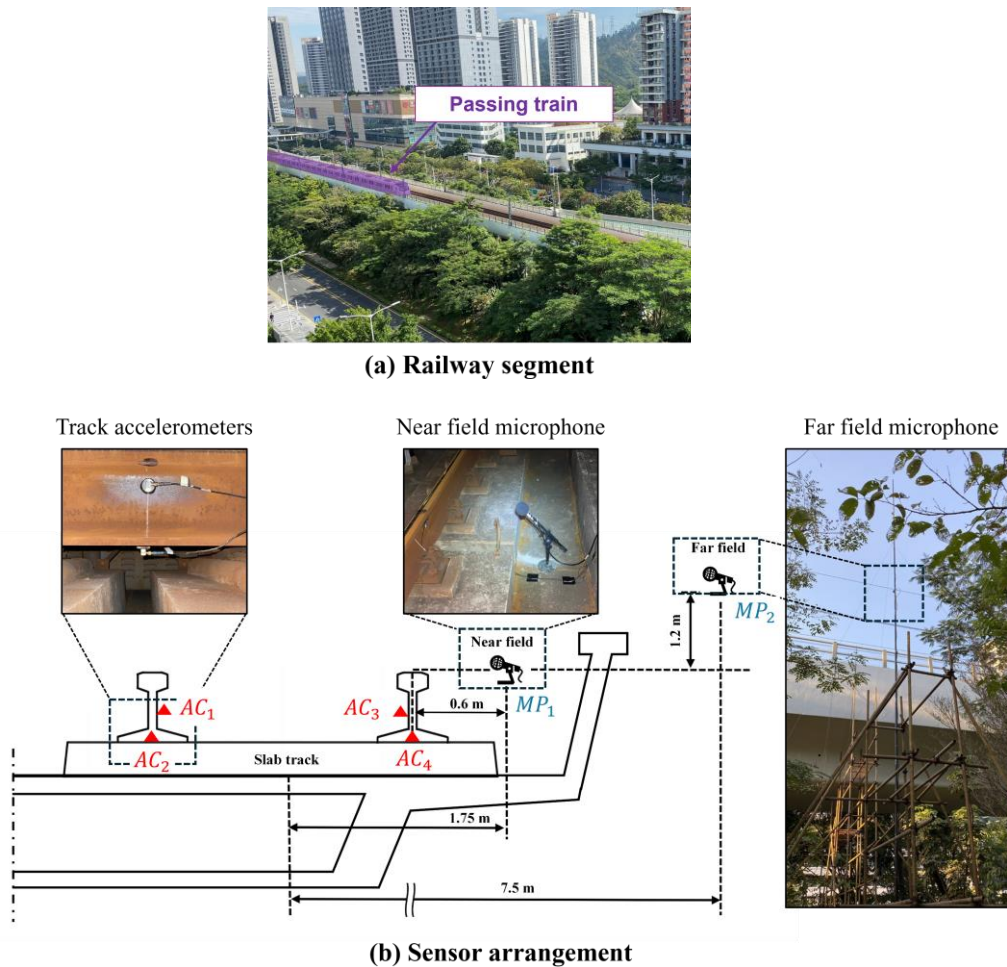 Passing train
(a) Railway segment
Track accelerometers
Near field microphone
Far field microphone
Far field
MP₂
1.2 m
Near field
MP₁
0.6 m
AC₁
AC₂
AC₃
AC₄
Slab track
1.75 m
7.5 m
(b) Sensor arrangement